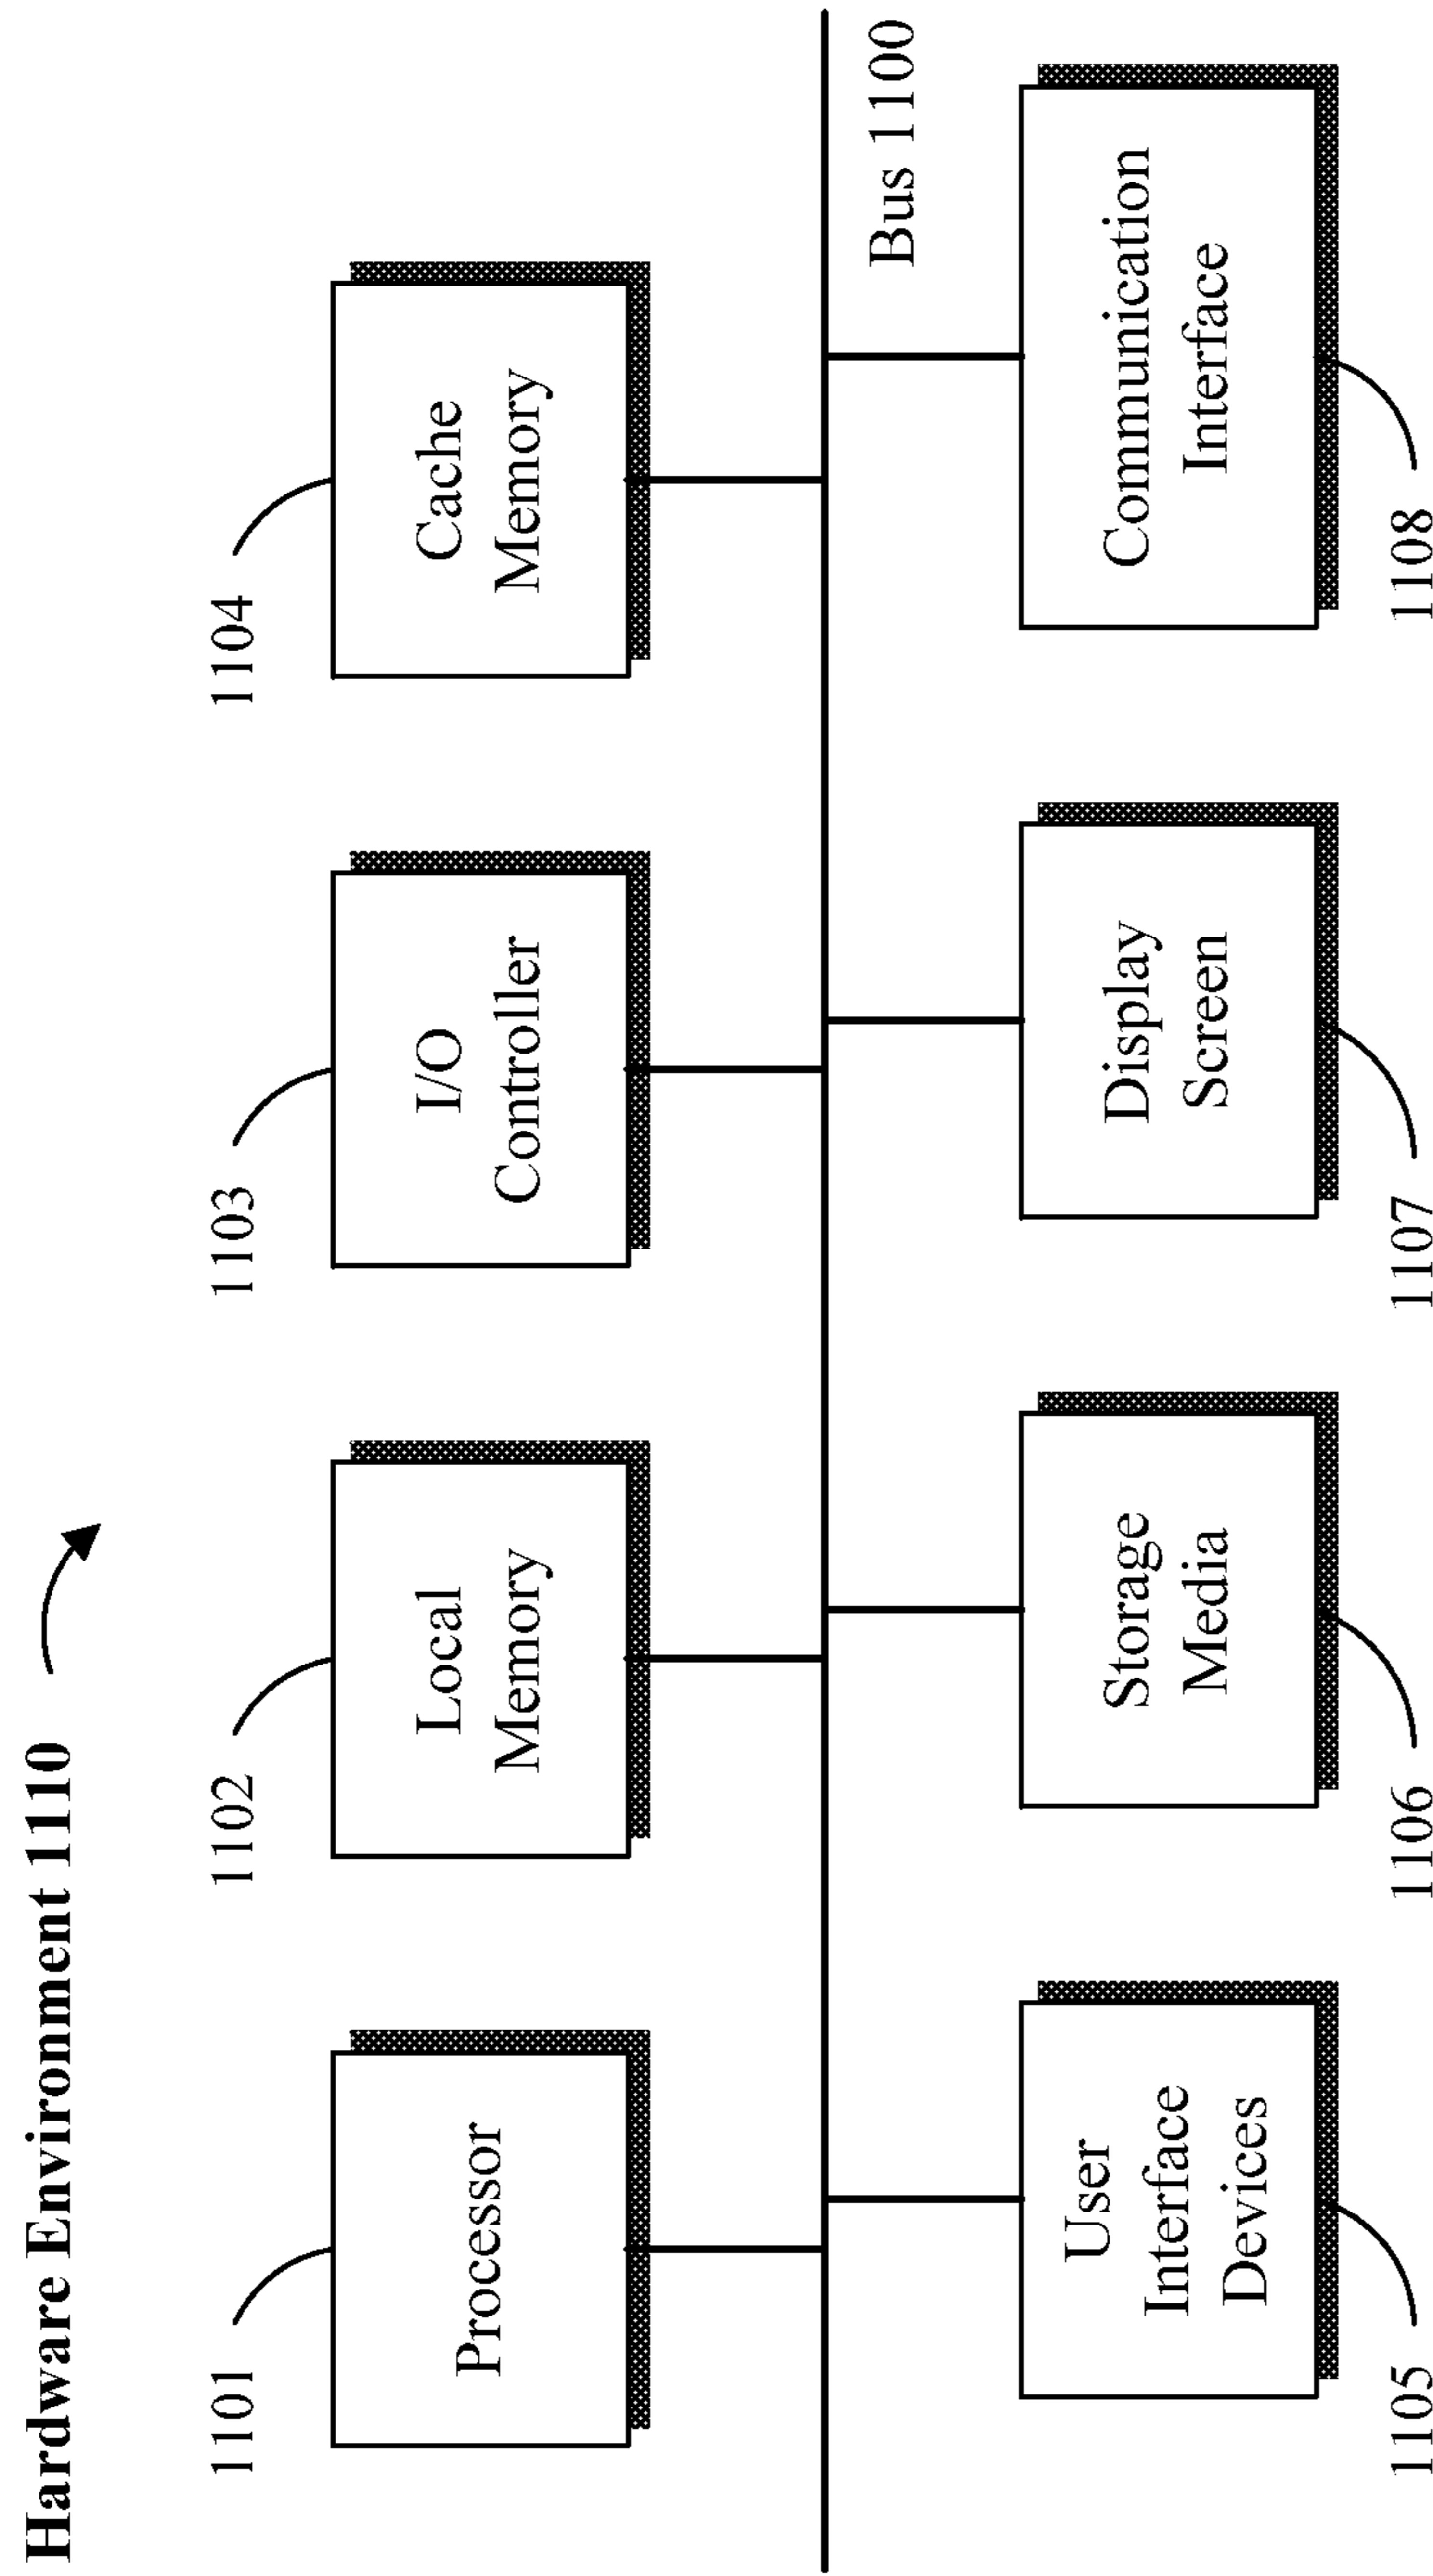 Hardware Environment 1110
1101
Processor
1102
Local
Memory
1103
I/O
Controller
1104
Cache
Memory
Bus 1100
User
Interface
Devices
1105
Storage
Media
1106
Display
Screen
1107
Communication
Interface
1108